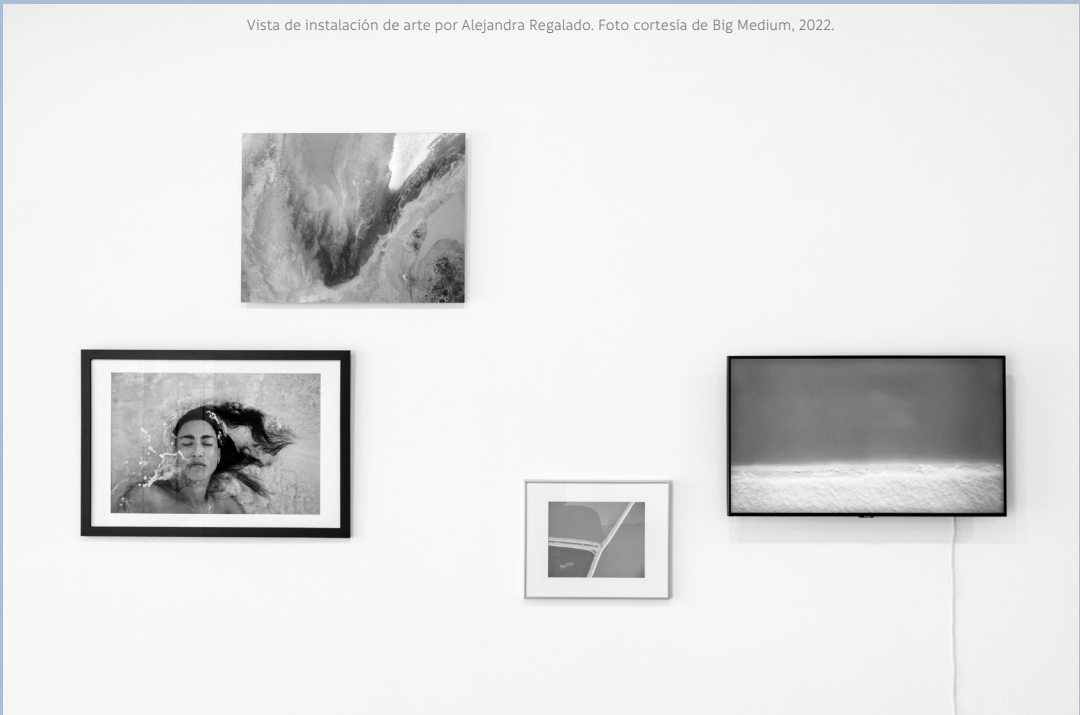 Vista de instalación de arte por Alejandra Regalado. Foto cortesía de Big Medium, 2022.